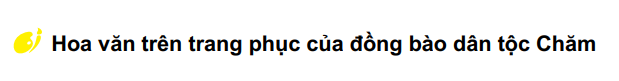 Hoa văn trên trang phục của đồng bào dân tộc Chăm